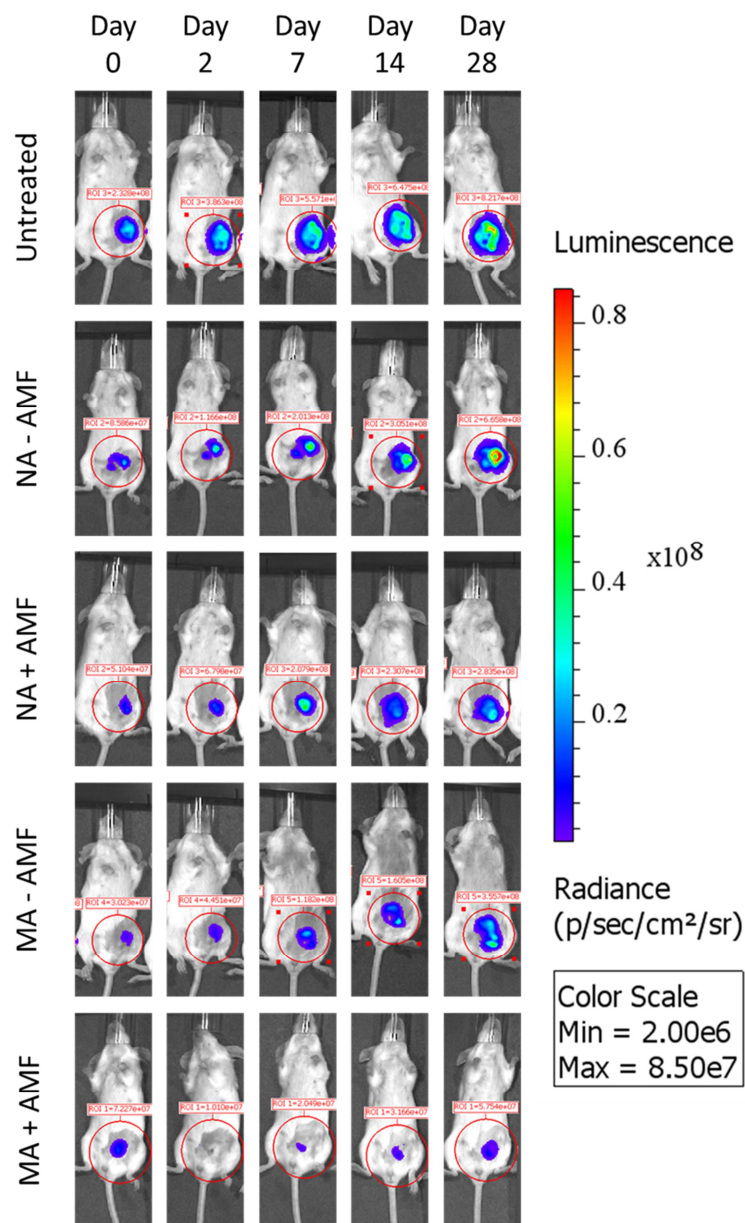 Day Day Day Day Day
0 2 7 14 28
Untreated
ROI 3=2.328e+08 ROI 3=3.863e+08 ROI 3=5.571e+ ROI 3=6.475e+0 ROI 3=8.217e+08
NA - AMF
ROI 2=8.586e+07 ROI 2=1.166e+08 ROI 2=2.013e+08 ROI 2=3.051e+08 ROI 2=6.658e+08
NA + AMF
ROI 2=5.104e+07 ROI 3=6.798e+07 ROI 3=2.079e+08 ROI 3=2.307e+08 ROI 3=2.835e+08
MA - AMF
ROI 4=3.023e+07 ROI 4=4.451e+07 ROI 5=1.182e+08 ROI 5=1.605e+08 ROI 5=3.557e+08
MA + AMF
ROI 1=7.227e+07 ROI 1=1.010e+07 ROI 1=2.049e+07 ROI 1=3.166e+07 ROI 1=5.754e+07
Luminescence
0.8
0.6
0.4
x10⁸
0.2
Radiance
(p/sec/cm²/sr)
Color Scale
Min = 2.00e6
Max = 8.50e7